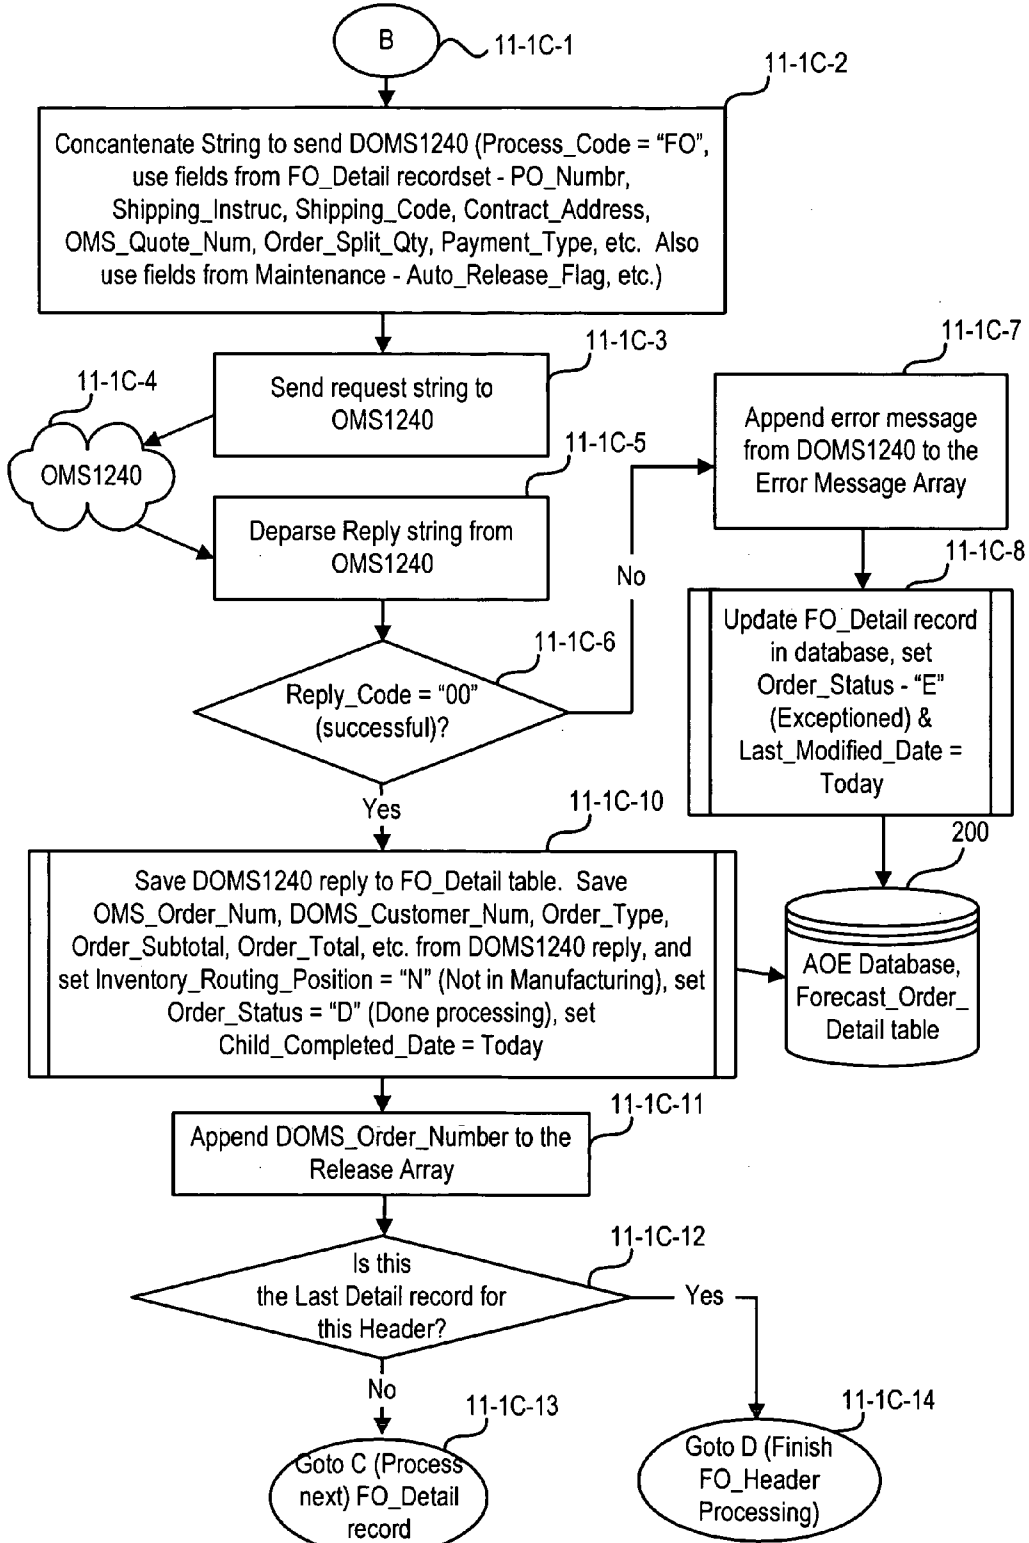 B
11-1C-1
11-1C-2
Concantenate String to send DOMS1240 (Process_Code = “FO”,
use fields from FO_Detail recordset - PO_Numbr,
Shipping_Instruc, Shipping_Code, Contract_Address,
OMS_Quote_Num, Order_Split_Qty, Payment_Type, etc. Also
use fields from Maintenance - Auto_Release_Flag, etc.)
11-1C-3
Send request string to
OMS1240
11-1C-4
OMS1240
11-1C-5
Deparse Reply string from
OMS1240
11-1C-6
Reply_Code = “00”
(successful)?
No
11-1C-7
Append error message
from DOMS1240 to the
Error Message Array
11-1C-8
Update FO_Detail record
in database, set
Order_Status - “E”
(Exceptioned) &
Last_Modified_Date =
Today
Yes
11-1C-10
Save DOMS1240 reply to FO_Detail table. Save
OMS_Order_Num, DOMS_Customer_Num, Order_Type,
Order_Subtotal, Order_Total, etc. from DOMS1240 reply, and
set Inventory_Routing_Position = “N” (Not in Manufacturing), set
Order_Status = “D” (Done processing), set
Child_Completed_Date = Today
200
AOE Database,
Forecast_Order_
Detail table
11-1C-11
Append DOMS_Order_Number to the
Release Array
11-1C-12
Is this
the Last Detail record for
this Header?
Yes
No
11-1C-13
Goto C (Process
next) FO_Detail
record
11-1C-14
Goto D (Finish
FO_Header
Processing)